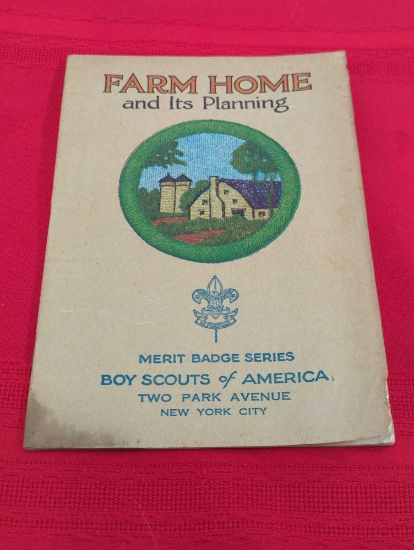 FARM HOME
and Its Planning
MERIT BADGE SERIES
BOY SCOUTS of AMERICA
TWO PARK AVENUE
NEW YORK CITY